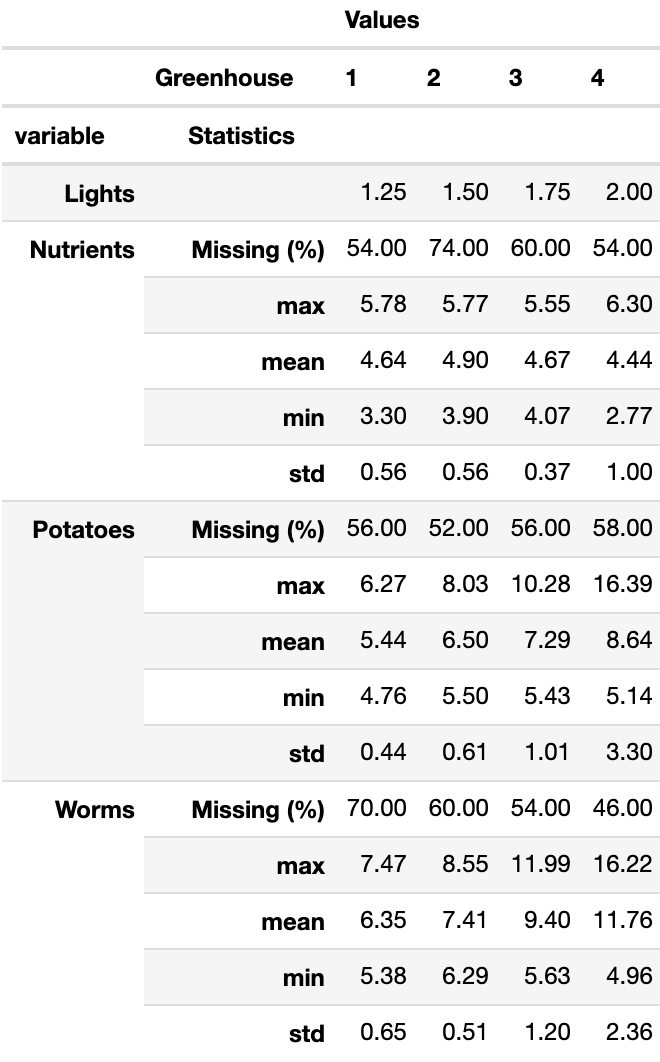 Values
Greenhouse 1 2 3 4
variable Statistics
Lights 1.25 1.50 1.75 2.00
Nutrients Missing (%) 54.00 74.00 60.00 54.00
max 5.78 5.77 5.55 6.30
mean 4.64 4.90 4.67 4.44
min 3.30 3.90 4.07 2.77
std 0.56 0.56 0.37 1.00
Potatoes Missing (%) 56.00 52.00 56.00 58.00
max 6.27 8.03 10.28 16.39
mean 5.44 6.50 7.29 8.64
min 4.76 5.50 5.43 5.14
std 0.44 0.61 1.01 3.30
Worms Missing (%) 70.00 60.00 54.00 46.00
max 7.47 8.55 11.99 16.22
mean 6.35 7.41 9.40 11.76
min 5.38 6.29 5.63 4.96
std 0.65 0.51 1.20 2.36